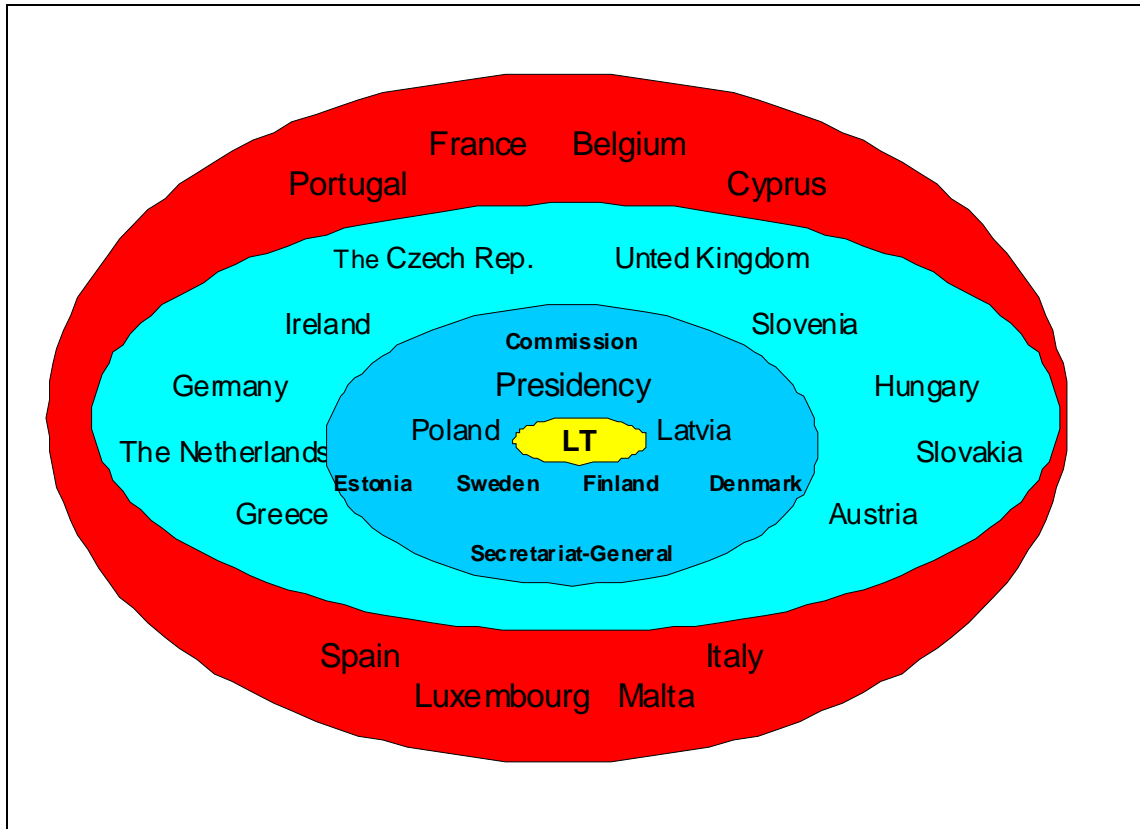 France Belgium
Portugal Cyprus
The Czech Rep. Unted Kingdom
Ireland Slovenia
Commission
Germany Presidency Hungary
Poland LT Latvia
The Netherlands Slovakia
Estonia Sweden Finland Denmark
Greece Austria
Secretariat-General
Spain Italy
Luxembourg Malta